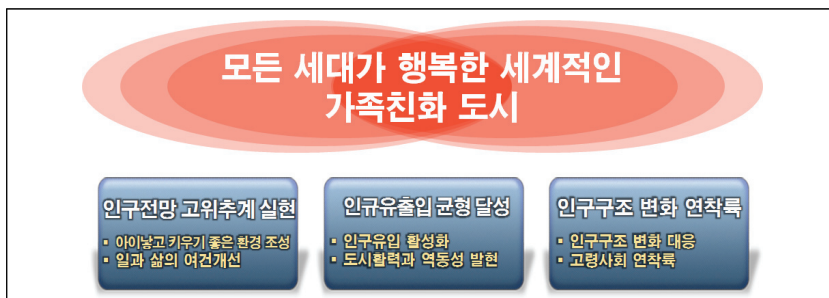 모든 세대가 행복한 세계적인
가족친화 도시
인구전망 고위추계 실현
▪ 아이낳고 키우기 좋은 환경 조성
▪ 일과 삶의 여건개선
인규유출입 균형 달성
▪ 인구유입 활성화
▪ 도시활력과 역동성 발현
인구구조 변화 연착륙
▪ 인구구조 변화 대응
▪ 고령사회 연착륙